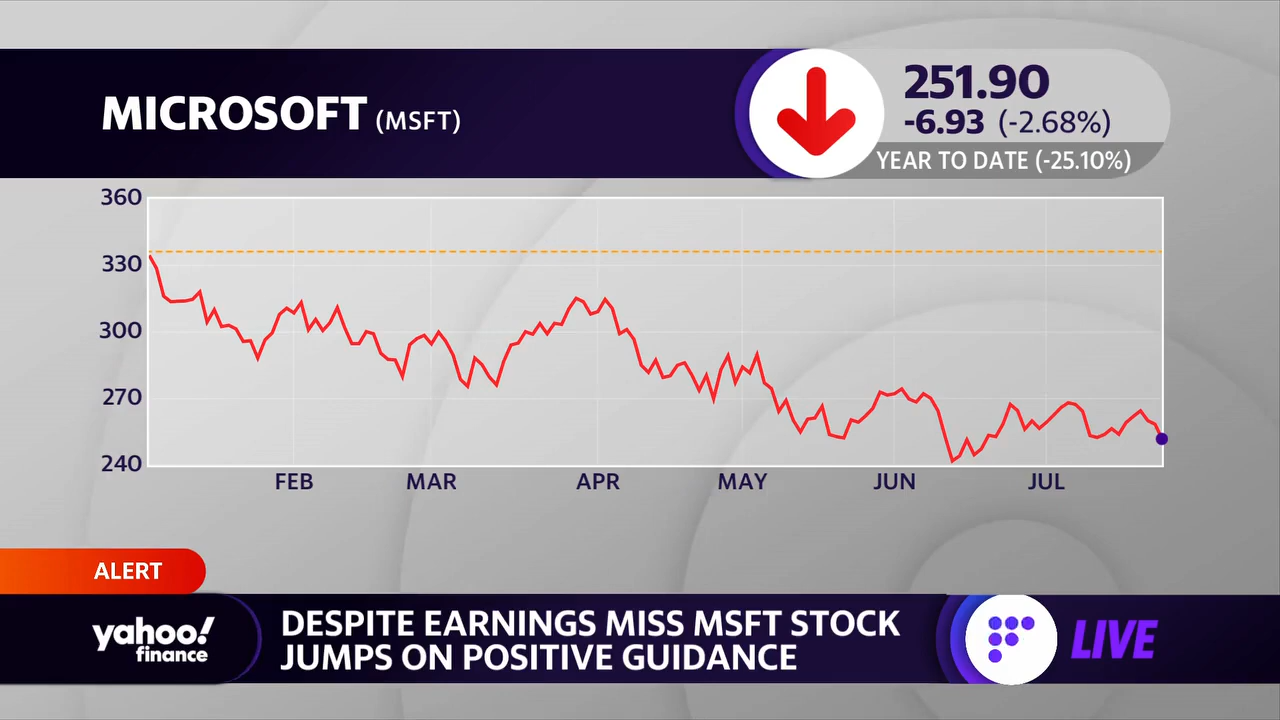 MICROSOFT (MSFT)
251.90
-6.93 (-2.68%)
YEAR TO DATE (-25.10%)
360
330
300
270
240
FEB MAR APR MAY JUN JUL
ALERT
yahoo!
finance
DESPITE EARNINGS MISS MSFT STOCK
JUMPS ON POSITIVE GUIDANCE
LIVE